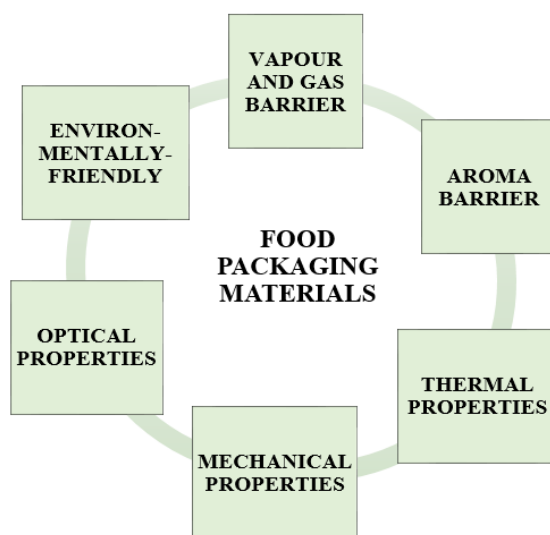 VAPOUR
AND GAS
BARRIER
ENVIRON-
MENTALLY-
FRIENDLY
AROMA
BARRIER
FOOD
PACKAGING
MATERIALS
OPTICAL
PROPERTIES
THERMAL
PROPERTIES
MECHANICAL
PROPERTIES